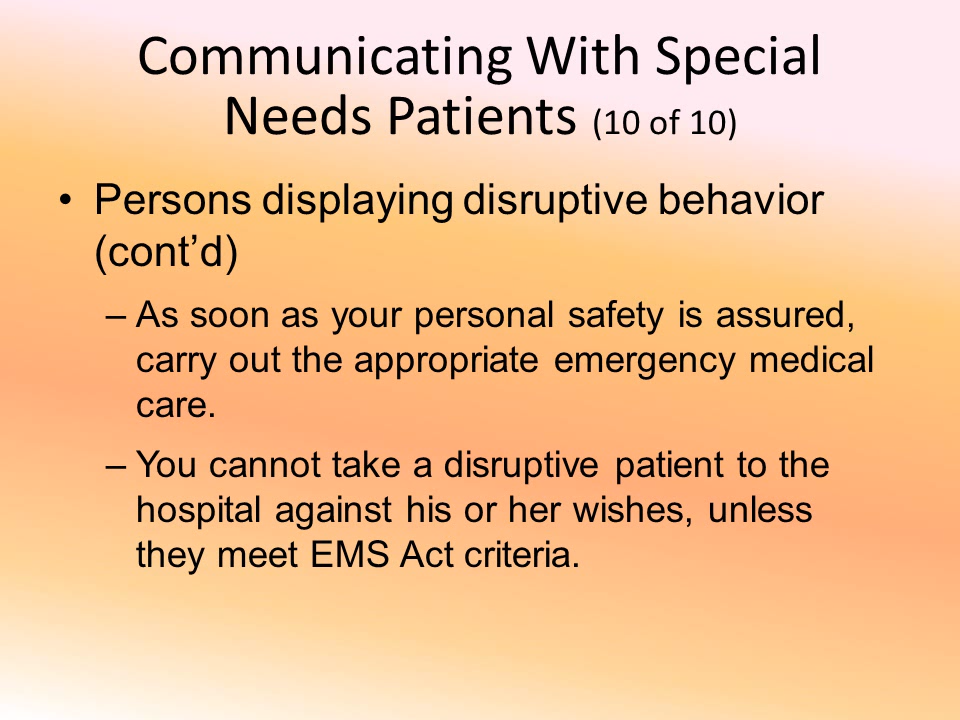 Communicating With Special
Needs Patients (10 of 10)
• Persons displaying disruptive behavior
(cont’d)
– As soon as your personal safety is assured,
carry out the appropriate emergency medical
care.
– You cannot take a disruptive patient to the
hospital against his or her wishes, unless
they meet EMS Act criteria.